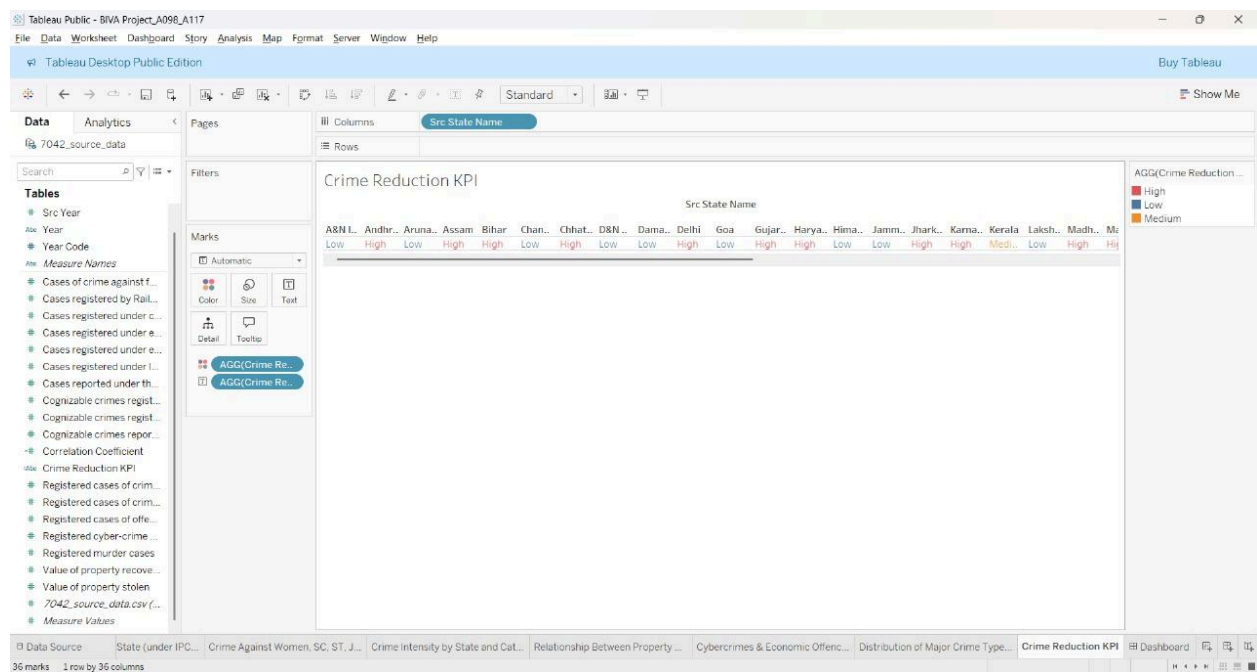 Tableau Public - BIVA Project_A098_A117
File Data Worksheet Dashboard Story Analysis Map Format Server Window Help
Tableau Desktop Public Edition Buy Tableau
Standard Show Me
Data Analytics
7042_source_data
Search
Tables
Src Year
Abc Year
Year Code
Abc Measure Names
Cases of crime against f...
Cases registered by Rail...
Cases registered under c...
Cases registered under e...
Cases registered under e...
Cases registered under I...
Cases reported under th...
Cognizable crimes regist...
Cognizable crimes regist...
Cognizable crimes repor...
Correlation Coefficient
Abc Crime Reduction KPI
Registered cases of crim...
Registered cases of crim...
Registered cases of offe...
Registered cyber-crime ...
Registered murder cases
Value of property recove...
Value of property stolen
7042_source_data.csv (...
Measure Values
Pages
Filters
Marks
Automatic
Color Size Text
Detail Tooltip
AGG(Crime Re..
AGG(Crime Re..
Columns Src State Name
Rows
Crime Reduction KPI
Src State Name
A&N I.. Andhr.. Aruna.. Assam Bihar Chan.. Chhat.. D&N .. Dama.. Delhi Goa Gujar.. Harya.. Hima.. Jamm.. Jhark.. Karna.. Kerala Laksh.. Madh.. Ma
Low High Low High High Low High Low Low High Low High High Low Low High High Medi.. Low High Hig
AGG(Crime Reduction ...
High
Low
Medium
Data Source State (under IPC... Crime Against Women, SC, ST, J... Crime Intensity by State and Cat... Relationship Between Property ... Cybercrimes & Economic Offenc... Distribution of Major Crime Type... Crime Reduction KPI Dashboard
36 marks 1 row by 36 columns